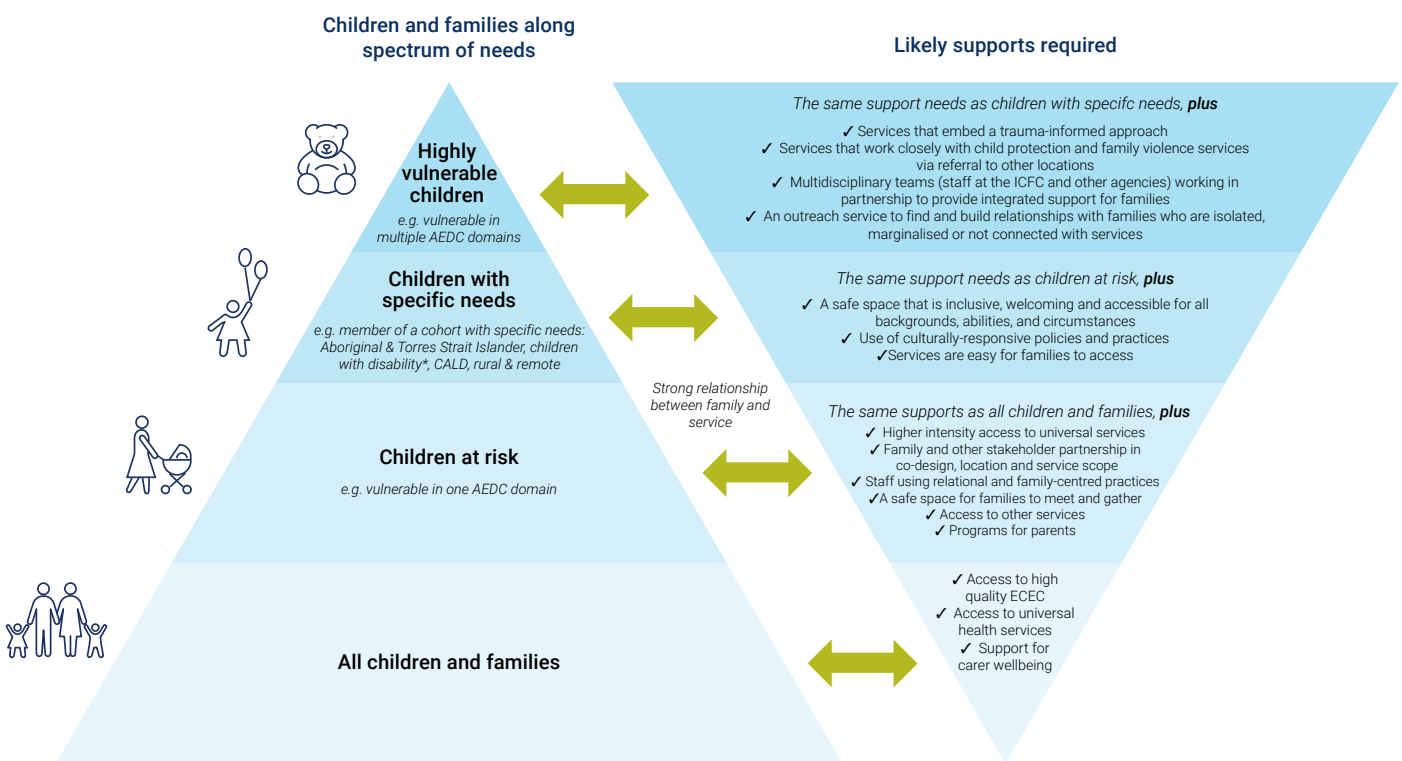 Children and families along
spectrum of needs
Likely supports required
Highly
vulnerable
children
e.g. vulnerable in
multiple AEDC domains
The same support needs as children with specifc needs, plus
✓ Services that embed a trauma-informed approach
✓ Services that work closely with child protection and family violence services
via referral to other locations
✓ Multidisciplinary teams (staff at the ICFC and other agencies) working in
partnership to provide integrated support for families
✓ An outreach service to find and build relationships with families who are isolated,
marginalised or not connected with services
Children with
specific needs
e.g. member of a cohort with specific needs:
Aboriginal & Torres Strait Islander, children
with disability*, CALD, rural & remote
The same support needs as children at risk, plus
✓ A safe space that is inclusive, welcoming and accessible for all
backgrounds, abilities, and circumstances
✓ Use of culturally-responsive policies and practices
✓Services are easy for families to access
Strong relationship
between family and
service
Children at risk
e.g. vulnerable in one AEDC domain
The same supports as all children and families, plus
✓ Higher intensity access to universal services
✓ Family and other stakeholder partnership in
co-design, location and service scope
✓ Staff using relational and family-centred practices
✓A safe space for families to meet and gather
✓ Access to other services
✓ Programs for parents
All children and families
✓ Access to high
quality ECEC
✓ Access to universal
health services
✓ Support for
carer wellbeing